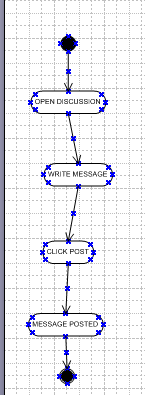 OPEN DISCUSSION
WRITE MESSAGE
CLICK POST
MESSAGE POSTED